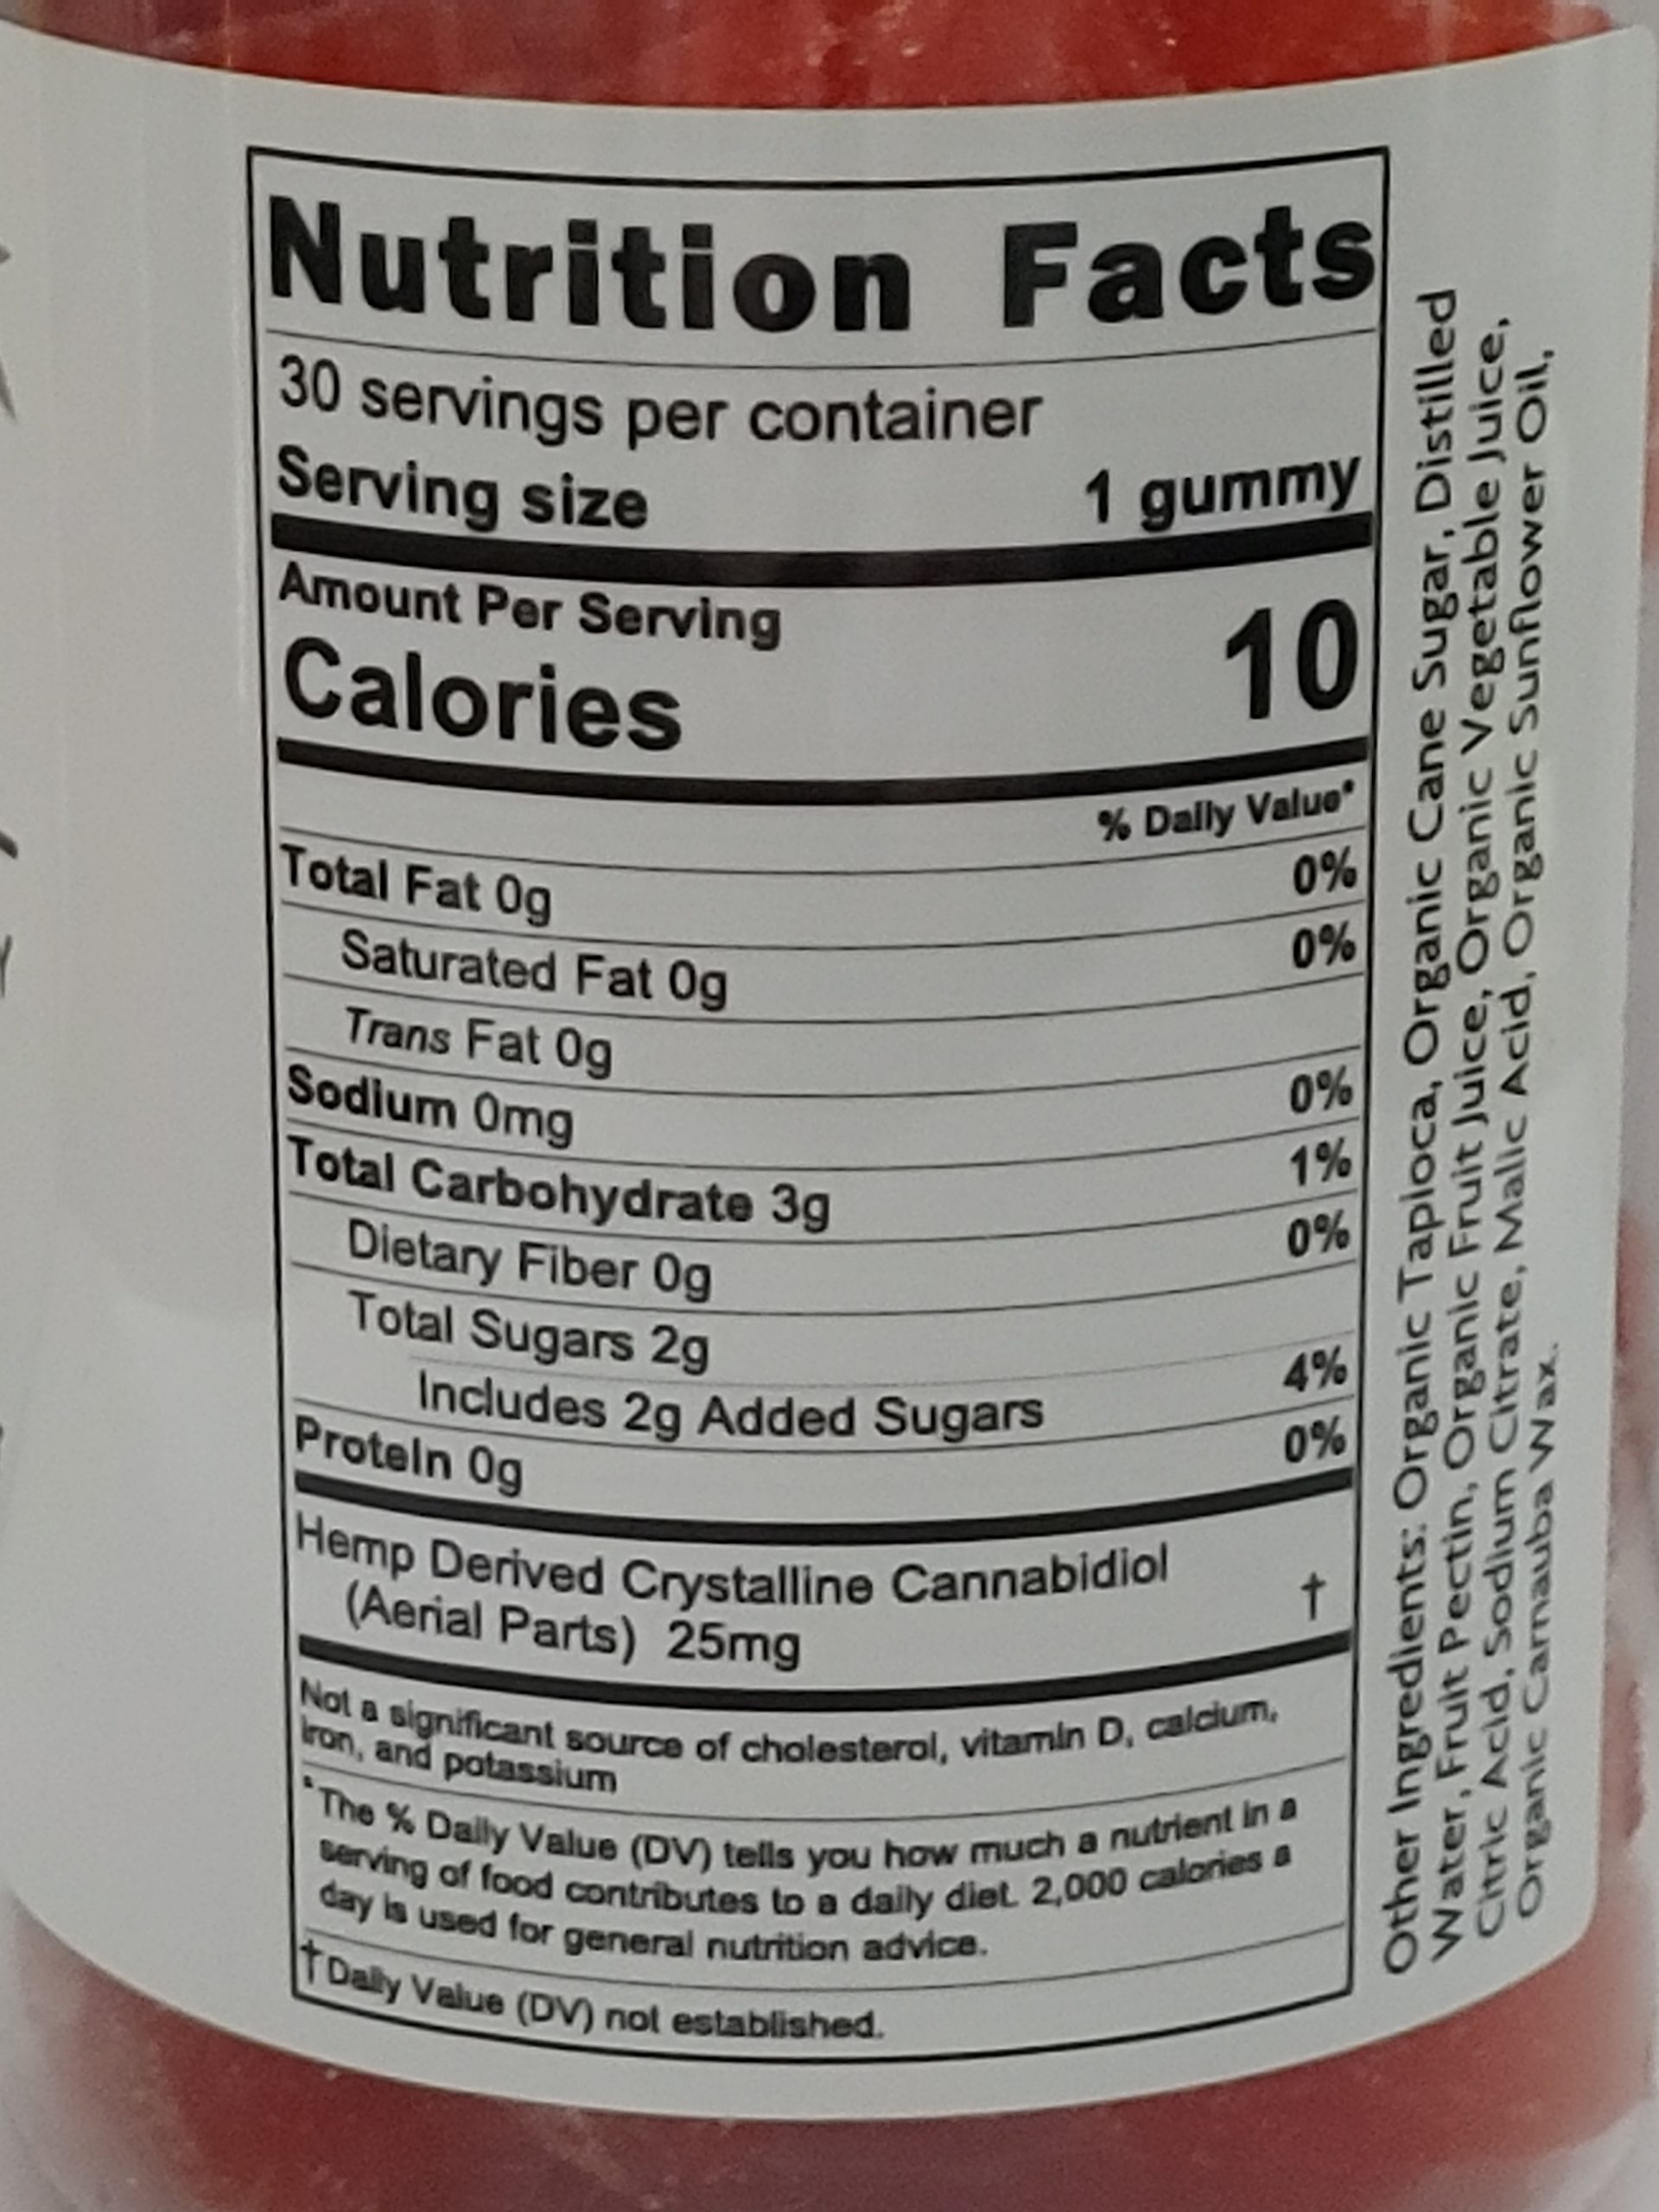 Nutrition Facts
30 servings per container
Serving size 1 gummy
Amount Per Serving
Calories 10
% Daily Value*
Total Fat 0g 0%
Saturated Fat 0g 0%
Trans Fat 0g
Sodium 0mg 0%
Total Carbohydrate 3g 1%
Dietary Fiber 0g 0%
Total Sugars 2g
Includes 2g Added Sugars 4%
Protein 0g 0%
Hemp Derived Crystalline Cannabidiol
(Aerial Parts) 25mg †
Not a significant source of cholesterol, vitamin D, calcium,
iron, and potassium
*The % Daily Value (DV) tells you how much a nutrient in a
serving of food contributes to a daily diet. 2,000 calories a
day is used for general nutrition advice.
†Daily Value (DV) not established.
Other Ingredients: Organic Tapioca, Organic Cane Sugar, Distilled
Water, Fruit Pectin, Organic Fruit Juice, Organic Vegetable Juice,
Citric Acid, Sodium Citrate, Malic Acid, Organic Sunflower Oil,
Organic Carnauba Wax.